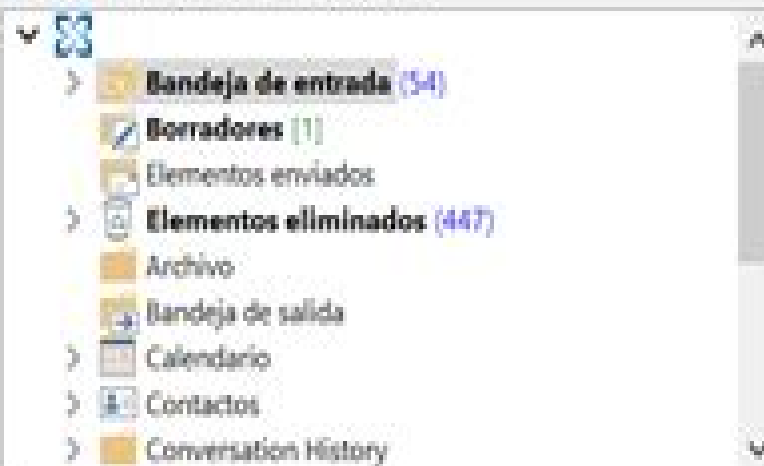 Bandeja de entrada (54)
Borradores [1]
Elementos enviados
Elementos eliminados (447)
Archivo
Bandeja de salida
Calendario
Contactos
Conversation History